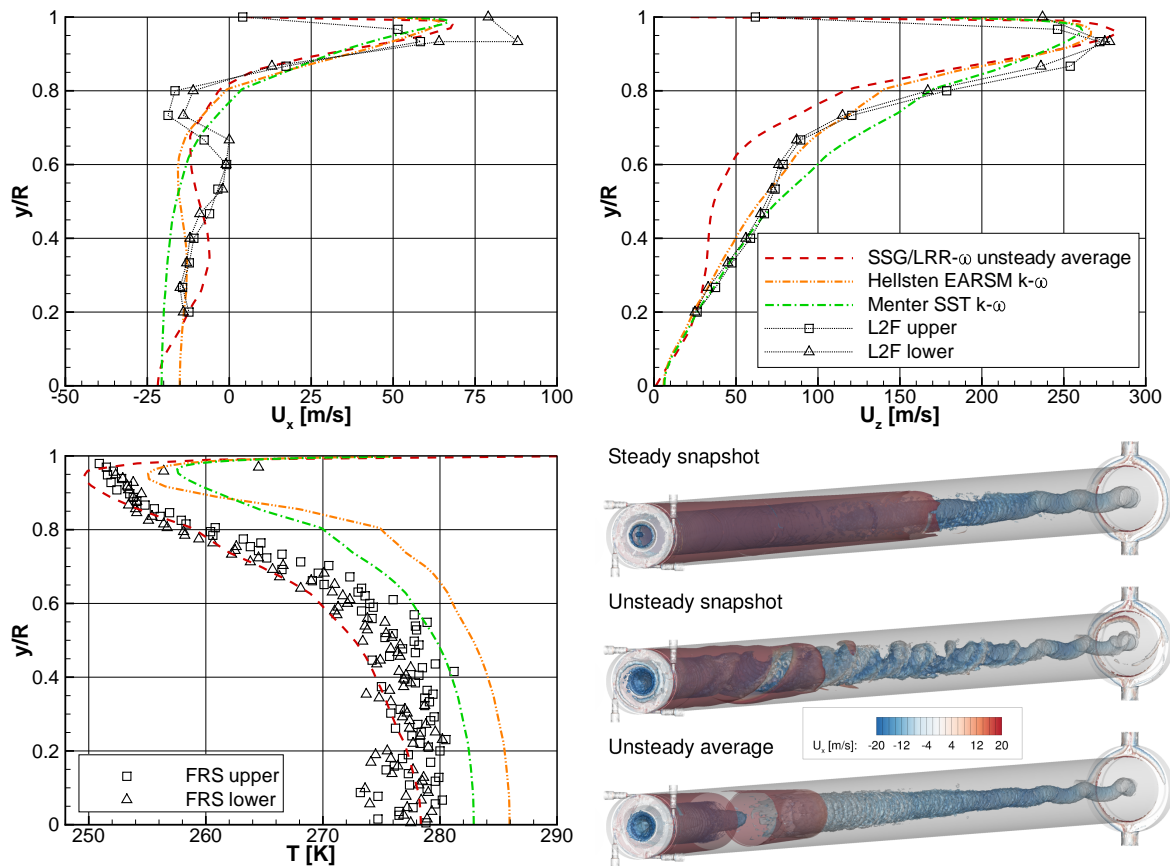 1
0.8
0.6
0.4
0.2
0
y/R
-50
-25
0
25
50
75
100
U_x [m/s]
1
0.8
0.6
0.4
0.2
0
y/R
0
50
100
150
200
250
300
U_z [m/s]
SSG/LRR-ω unsteady average
Hellsten EARSM k-ω
Menter SST k-ω
L2F upper
L2F lower
1
0.8
0.6
0.4
0.2
0
y/R
250
260
270
280
290
T [K]
FRS upper
FRS lower
Steady snapshot
Unsteady snapshot
U_x [m/s]: -20 -12 -4 4 12 20
Unsteady average